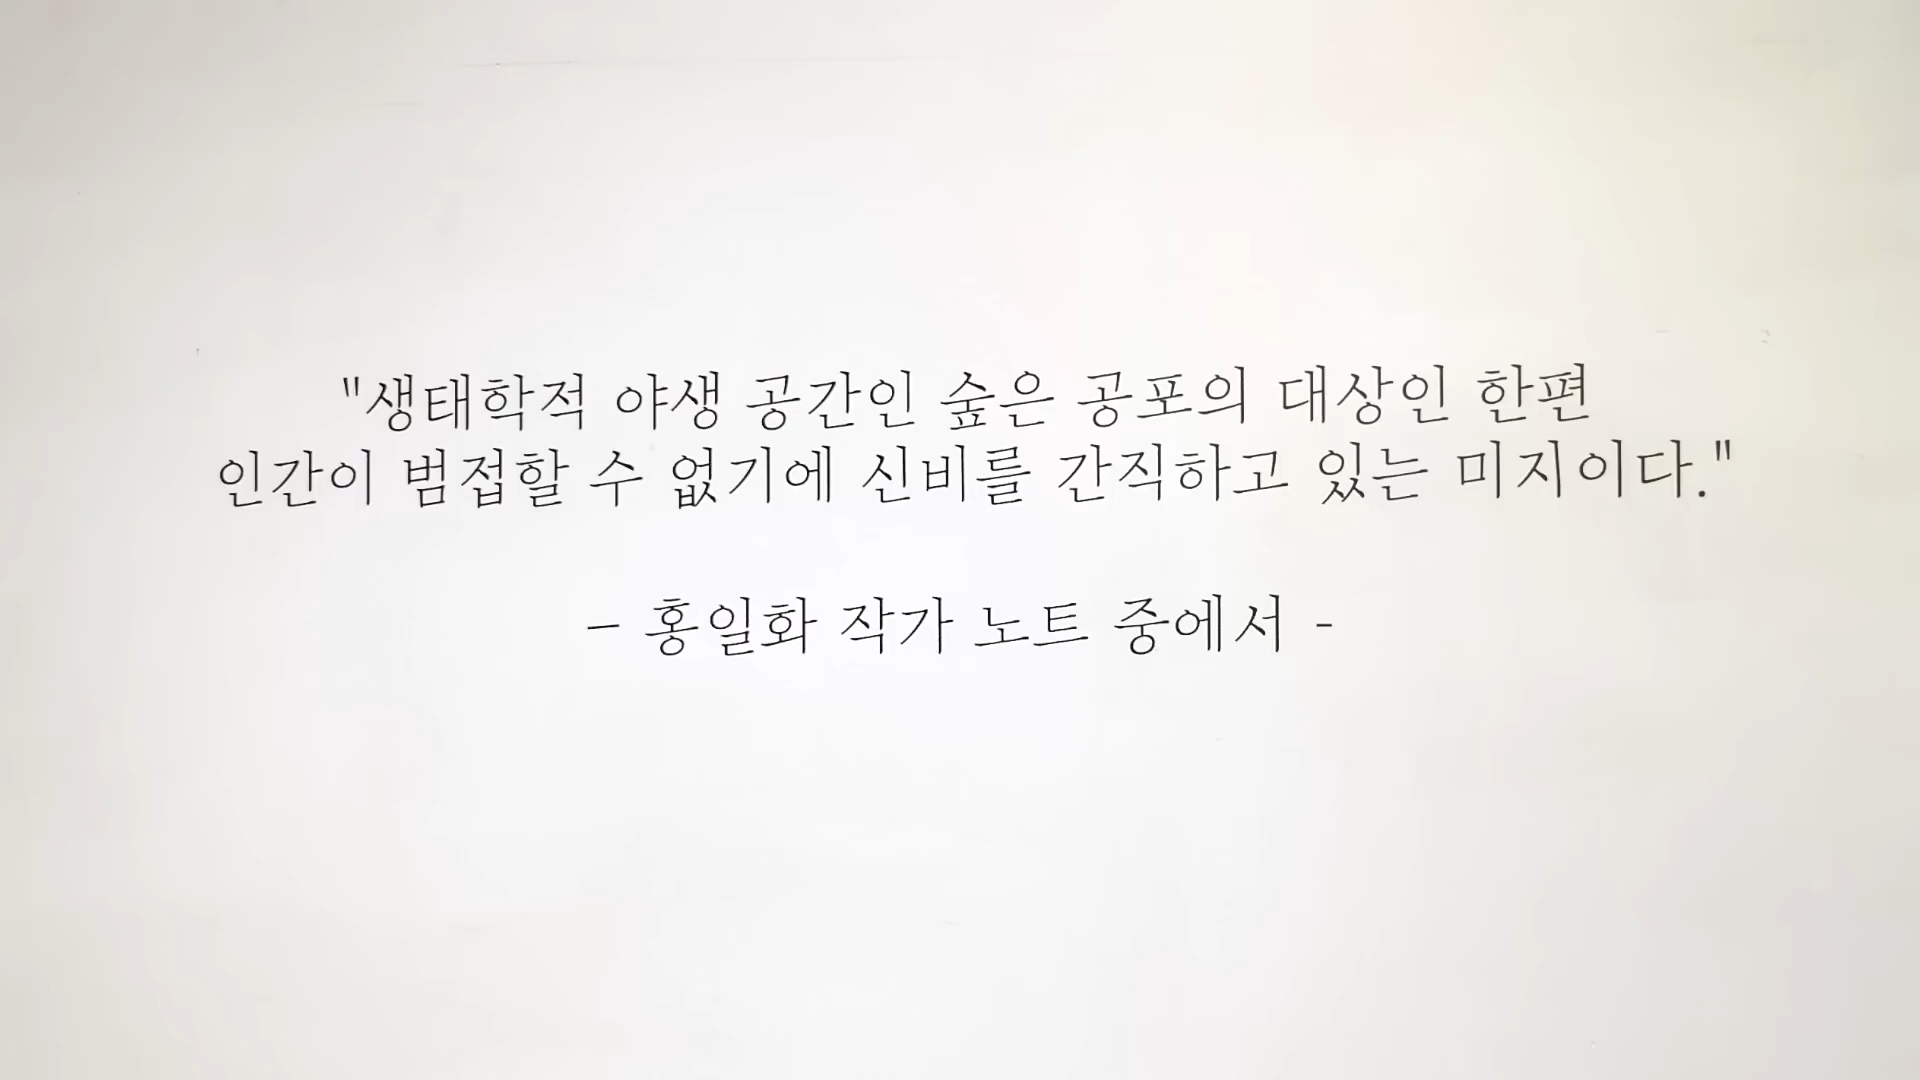 "생태학적 야생 공간인 숲은 공포의 대상인 한편
인간이 범접할 수 없기에 신비를 간직하고 있는 미지이다."
- 홍일화 작가 노트 중에서 -